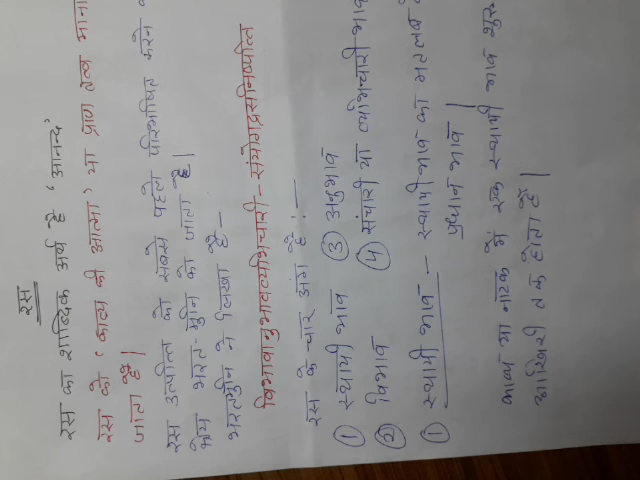 रस
रस का शाब्दिक अर्थ है 'आनन्द'
रस को 'काव्य की आत्मा' या प्राण तत्व माना
जाता है|
रस उत्पत्ति को सबसे पहले परिभाषित करने
श्रेय भरत-मुनि को जाता है|
भरतमुनि ने लिखा है-
विभावानुभावव्यभिचारी-संयोगाद्रसनिष्पत्ति
रस के चार अंग है :-
① स्थायी भाव ③ अनुभाव
② विभाव ④ संचारी या व्यभिचारी भाव
① स्थायी भाव - स्थायी भाव का मतलब है
प्रधान भाव|
काव्य या नाटक में एक स्थायी भाव शुरू
आखिरी तक होता है|